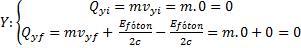 Y: { Q_yi = mv_yi = m.0 = 0
Q_yf = mv_yf + E_fóton/2c − E_fóton/2c = m.0 + 0 = 0